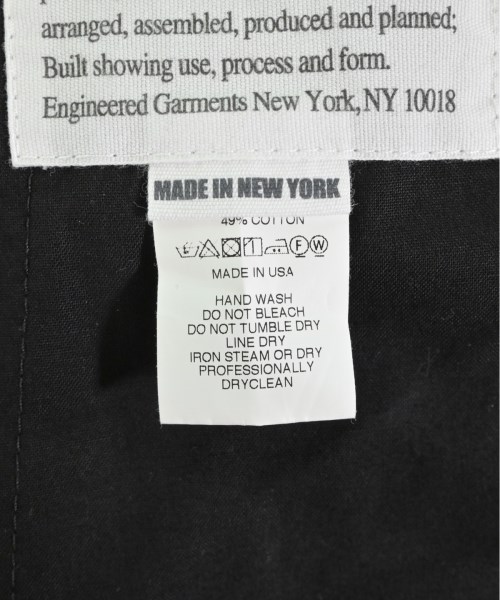 arranged, assembled, produced and planned;
Built showing use, process and form.
Engineered Garments New York, NY 10018
MADE IN NEW YORK
49% COTTON
F W
MADE IN U.S.A
HAND WASH
DO NOT BLEACH
DO NOT TUMBLE DRY
LINE DRY
IRON STEAM OR DRY
PROFESSIONALLY
DRYCLEAN